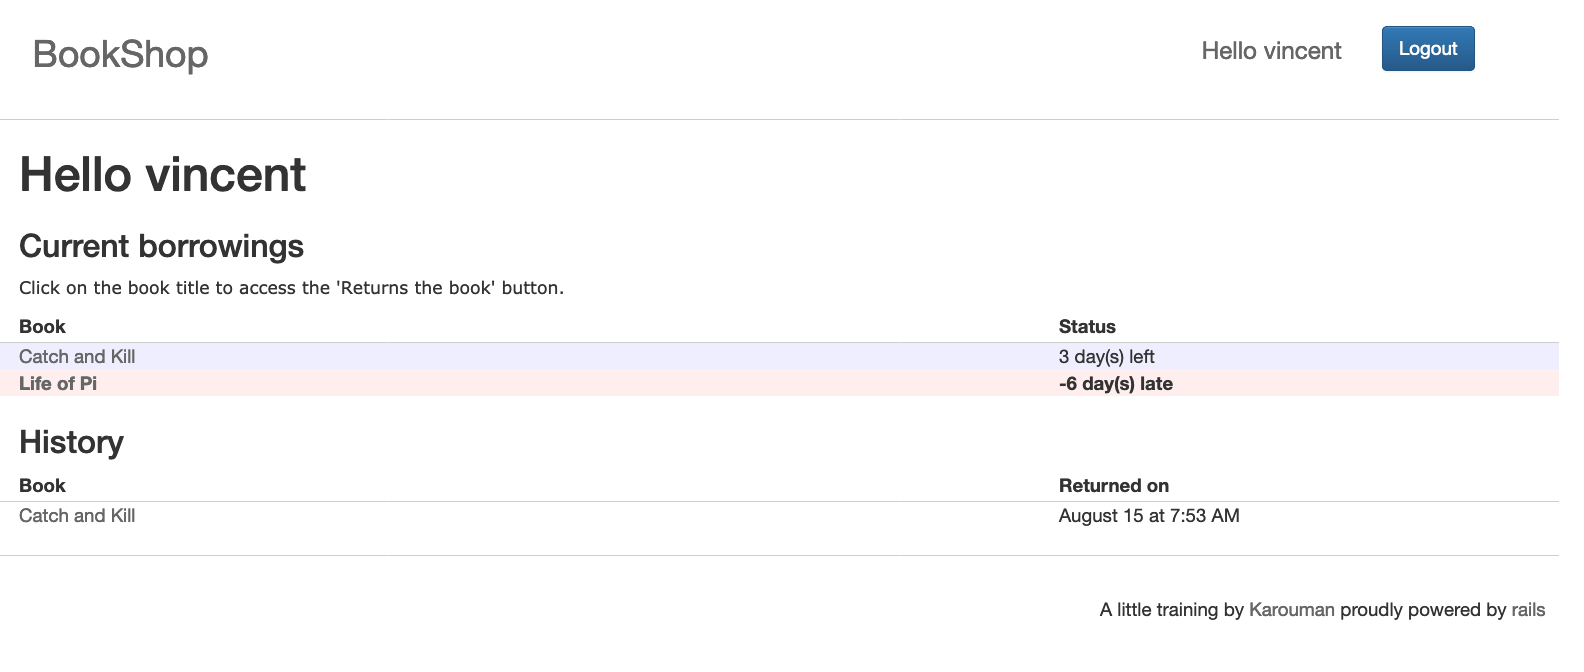 BookShop
Hello vincent
Logout
Hello vincent
Current borrowings
Click on the book title to access the 'Returns the book' button.
Book Status
Catch and Kill 3 day(s) left
Life of Pi -6 day(s) late
History
Book Returned on
Catch and Kill August 15 at 7:53 AM
A little training by Karouman proudly powered by rails